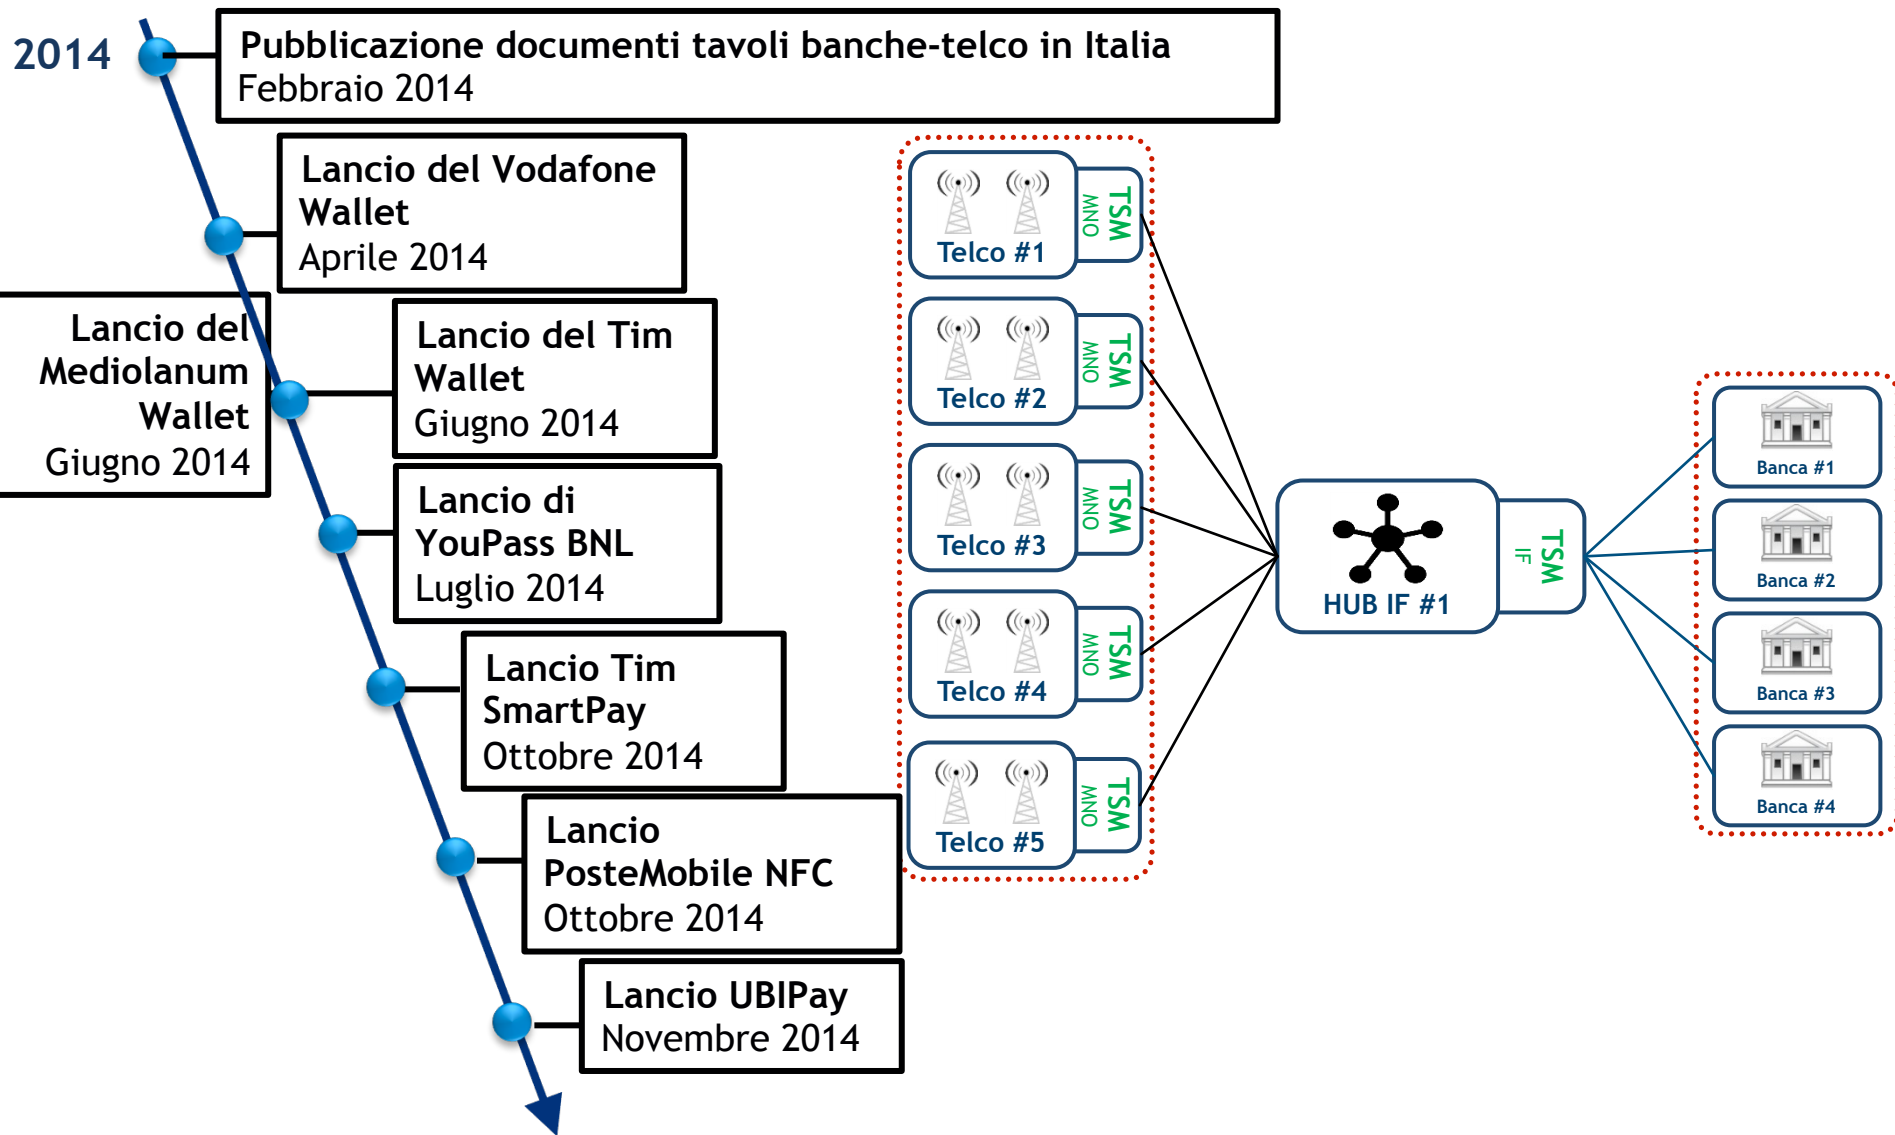 2014
Pubblicazione documenti tavoli banche-telco in Italia
Febbraio 2014
Lancio del Vodafone
Wallet
Aprile 2014
Lancio del
Mediolanum
Wallet
Giugno 2014
Lancio del Tim
Wallet
Giugno 2014
Lancio di
YouPass BNL
Luglio 2014
Lancio Tim
SmartPay
Ottobre 2014
Lancio
PosteMobile NFC
Ottobre 2014
Lancio UBIPay
Novembre 2014
Telco #1
TSM
MNO
Telco #2
TSM
MNO
Telco #3
TSM
MNO
Telco #4
TSM
MNO
Telco #5
TSM
MNO
HUB IF #1
TSM
IF
Banca #1
Banca #2
Banca #3
Banca #4